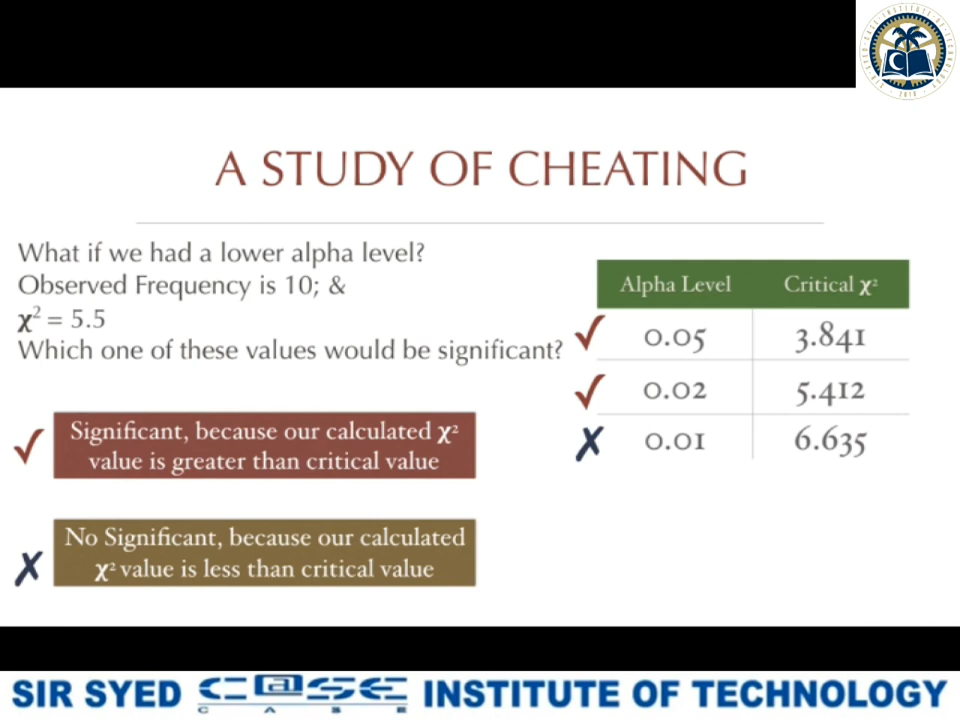 A STUDY OF CHEATING
What if we had a lower alpha level?
Observed Frequency is 10; &
χ² = 5.5
Which one of these values would be significant?
Alpha Level Critical χ²
✓ 0.05 3.841
✓ 0.02 5.412
✗ 0.01 6.635
✓ Significant, because our calculated χ²
value is greater than critical value
No Significant, because our calculated
✗ χ² value is less than critical value
SIR SYED C@SE INSTITUTE OF TECHNOLOGY
C A S E